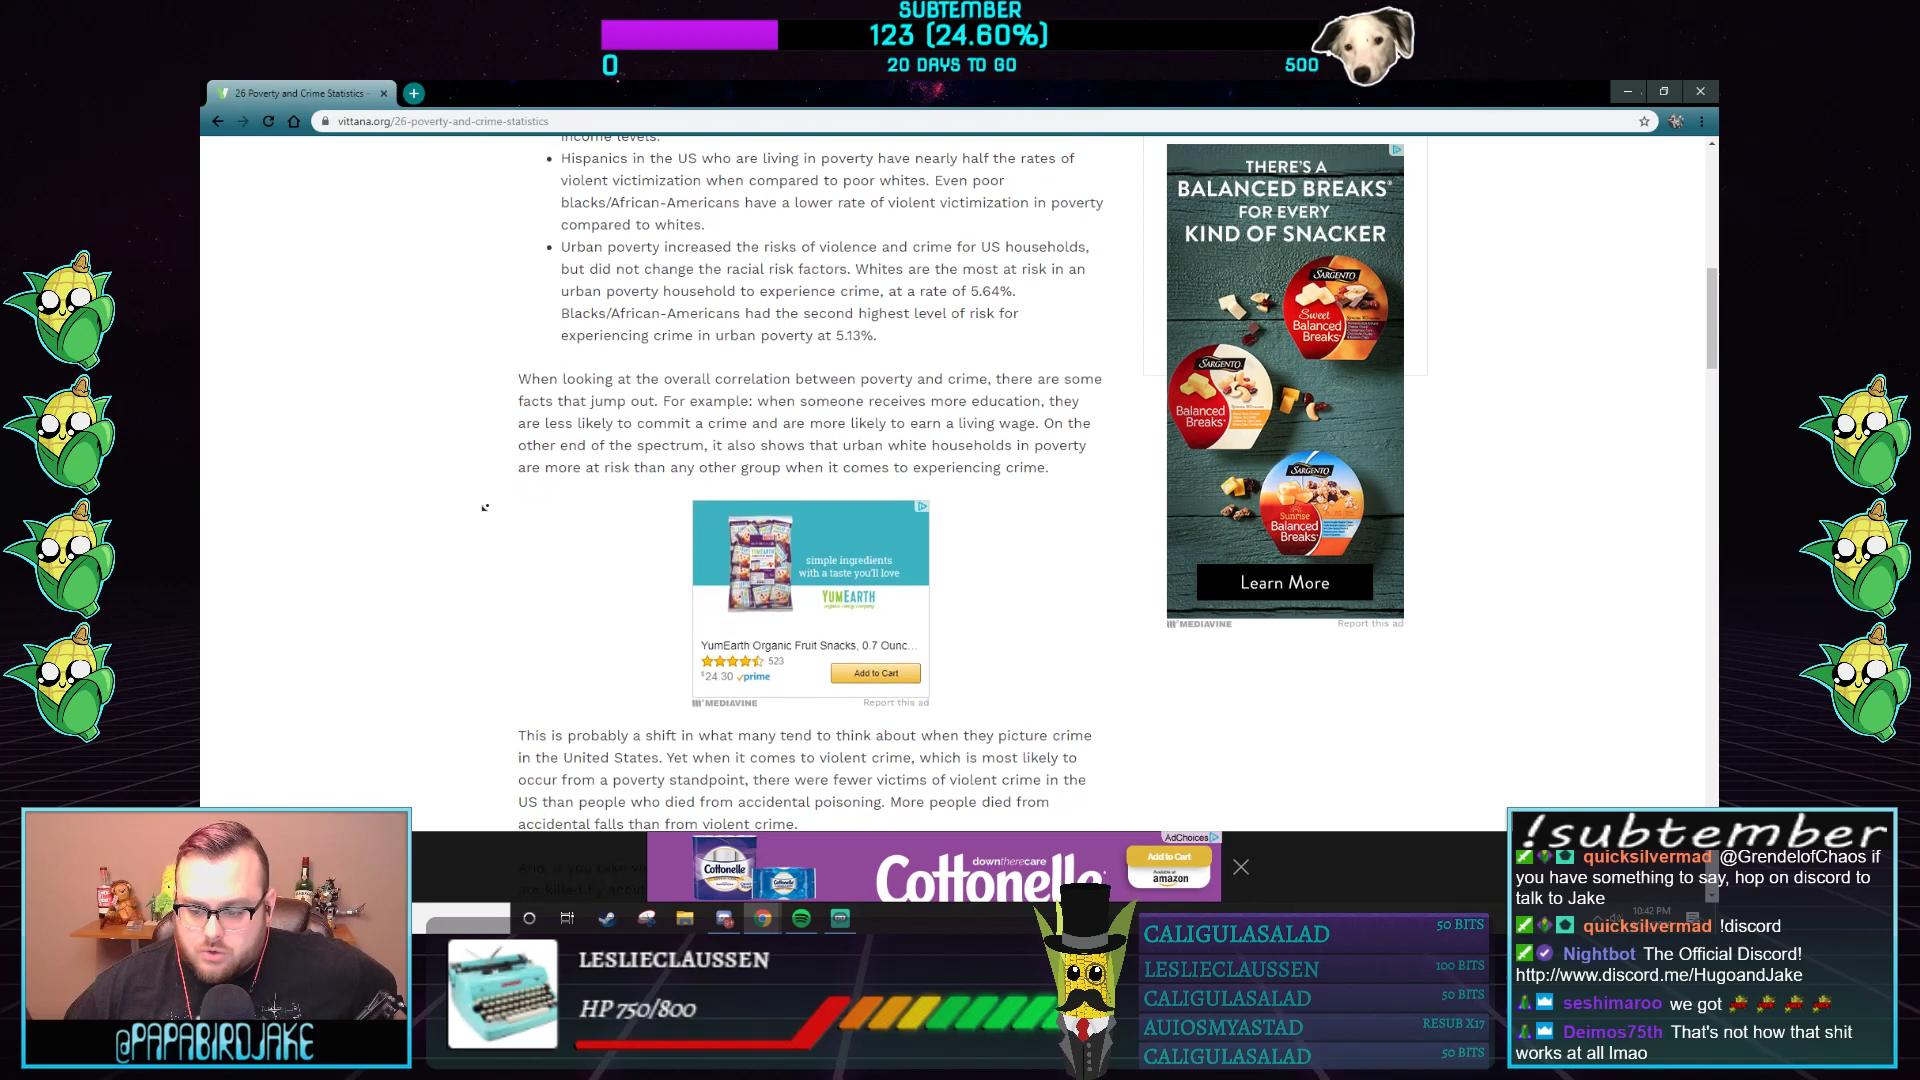 SUBTEMBER
123 (24.60%)
0
20 DAYS TO GO
500
26 Poverty and Crime Statistics -
vittana.org/26-poverty-and-crime-statistics
income levels.
Hispanics in the US who are living in poverty have nearly half the rates of
violent victimization when compared to poor whites. Even poor
blacks/African-Americans have a lower rate of violent victimization in poverty
compared to whites.
Urban poverty increased the risks of violence and crime for US households,
but did not change the racial risk factors. Whites are the most at risk in an
urban poverty household to experience crime, at a rate of 5.64%.
Blacks/African-Americans had the second highest level of risk for
experiencing crime in urban poverty at 5.13%.
When looking at the overall correlation between poverty and crime, there are some
facts that jump out. For example: when someone receives more education, they
are less likely to commit a crime and are more likely to earn a living wage. On the
other end of the spectrum, it also shows that urban white households in poverty
are more at risk than any other group when it comes to experiencing crime.
simple ingredients
with a taste you'll love
YUMEARTH
YumEarth Organic Fruit Snacks, 0.7 Ounc...
523
$24.30 prime
Add to Cart
MEDIAVINE
Report this ad
This is probably a shift in what many tend to think about when they picture crime
in the United States. Yet when it comes to violent crime, which is most likely to
occur from a poverty standpoint, there were fewer victims of violent crime in the
US than people who died from accidental poisoning. More people died from
accidental falls than from violent crime.
THERE'S A
BALANCED BREAKS®
FOR EVERY
KIND OF SNACKER
SARGENTO
Sweet
Balanced
Breaks
SARGENTO
Balanced
Breaks
SARGENTO
Sunrise
Balanced
Breaks
Learn More
MEDIAVINE
Report this ad
AdChoices
Cottonelle
Cottonelle
downtherecare
Cottonelle
Add to Cart
Available at
amazon
10:42 PM
@PAPABIRDJAKE
LESLIECLAUSSEN
HP 750/800
CALIGULASALAD 50 BITS
LESLIECLAUSSEN 100 BITS
CALIGULASALAD 50 BITS
AUIOSMYASTAD RESUB X17
CALIGULASALAD 50 BITS
!subtember
quicksilvermad @GrendelofChaos if
you have something to say, hop on discord to
talk to Jake
quicksilvermad !discord
Nightbot The Official Discord!
http://www.discord.me/HugoandJake
seshimaroo we got
Deimos75th That's not how that shit
works at all lmao